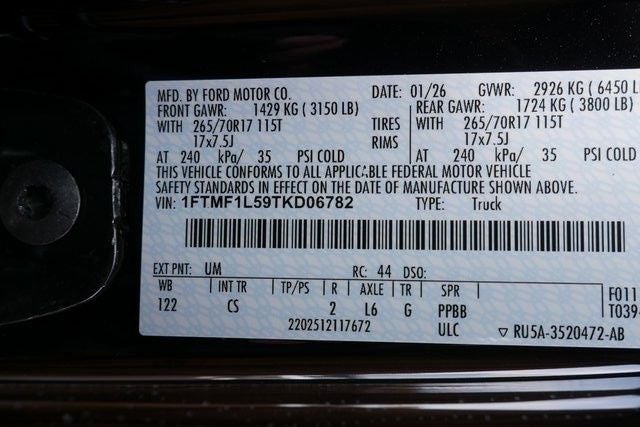 MFD. BY FORD MOTOR CO. DATE: 01/26 GVWR: 2926 KG ( 6450 L
FRONT GAWR: 1429 KG ( 3150 LB) REAR GAWR: 1724 KG ( 3800 LB)
WITH 265/70R17 115T TIRES WITH 265/70R17 115T
17x7.5J RIMS 17x7.5J
AT 240 kPa/ 35 PSI COLD AT 240 kPa/ 35 PSI COLD
THIS VEHICLE CONFORMS TO ALL APPLICABLE FEDERAL MOTOR VEHICLE
SAFETY STANDARDS IN EFFECT ON THE DATE OF MANUFACTURE SHOWN ABOVE.
VIN: 1FTMF1L59TKD06782 TYPE: Truck
EXT PNT: UM RC: 44 DSO:
WB INT TR TP/PS R AXLE TR SPR F011
122 CS 2 L6 G PPBB T039
2202512117672 ULC ▽ RU5A-3520472-AB